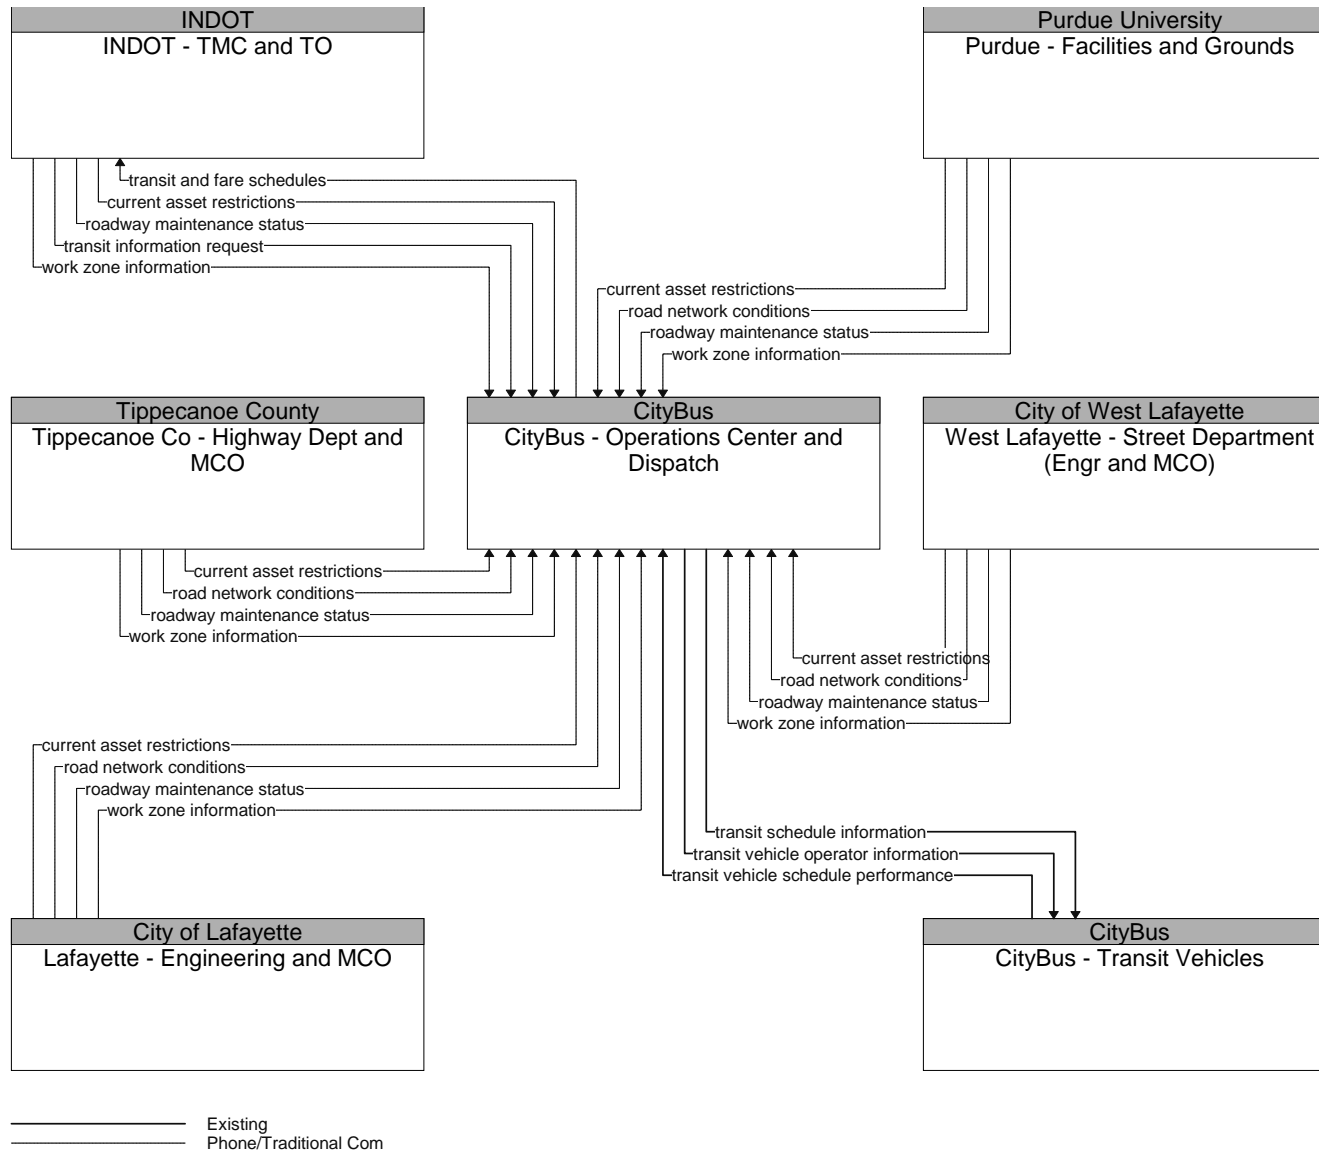 INDOT
INDOT - TMC and TO
Purdue University
Purdue - Facilities and Grounds
transit and fare schedules
current asset restrictions
roadway maintenance status
transit information request
work zone information
current asset restrictions
road network conditions
roadway maintenance status
work zone information
Tippecanoe County
Tippecanoe Co - Highway Dept and
MCO
CityBus
CityBus - Operations Center and
Dispatch
City of West Lafayette
West Lafayette - Street Department
(Engr and MCO)
current asset restrictions
road network conditions
roadway maintenance status
work zone information
current asset restrictions
road network conditions
roadway maintenance status
work zone information
current asset restrictions
road network conditions
roadway maintenance status
work zone information
transit schedule information
transit vehicle operator information
transit vehicle schedule performance
City of Lafayette
Lafayette - Engineering and MCO
CityBus
CityBus - Transit Vehicles
Existing
Phone/Traditional Com